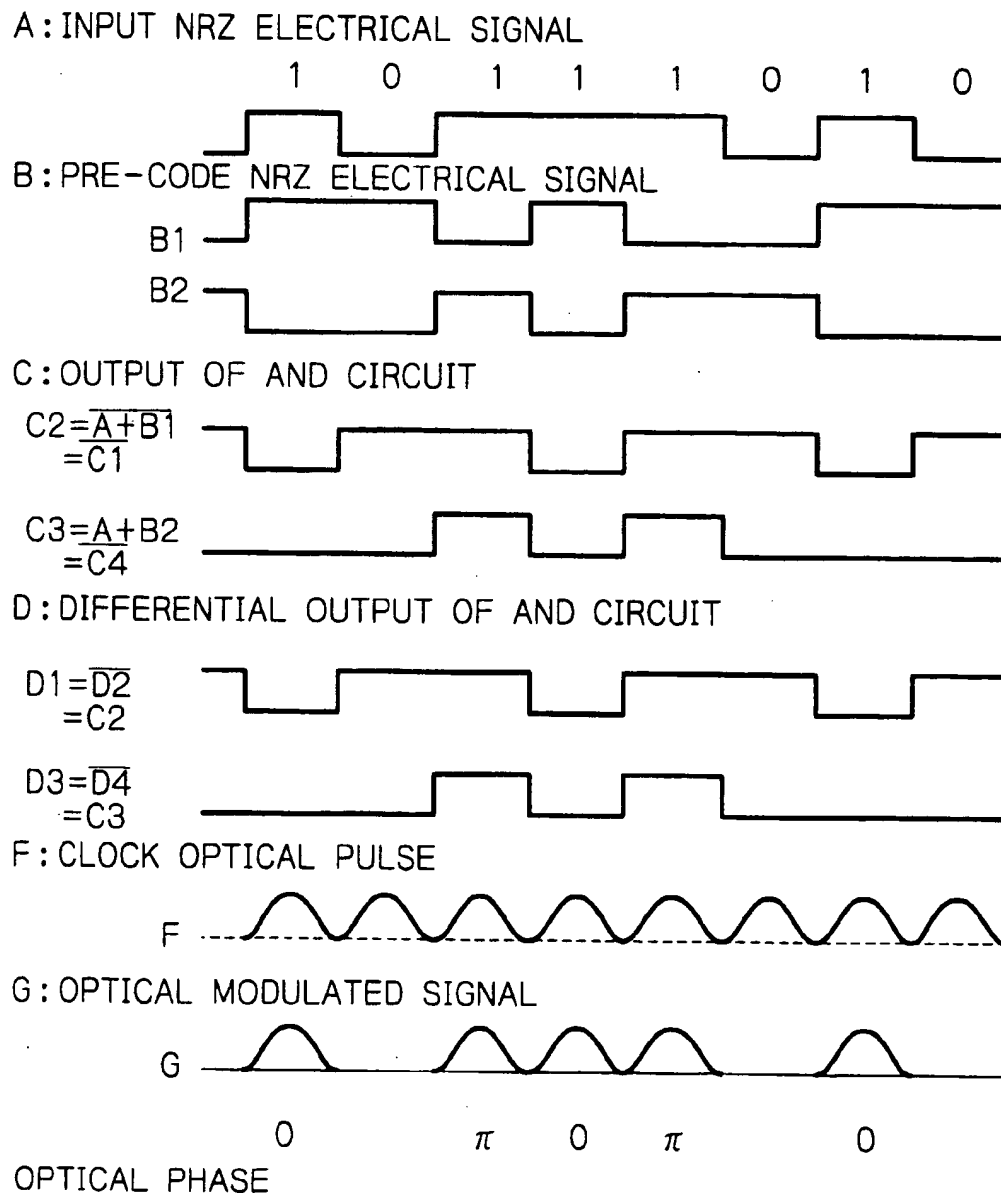 A:INPUT NRZ ELECTRICAL SIGNAL
1 0 1 1 1 0 1 0
B:PRE-CODE NRZ ELECTRICAL SIGNAL
B1
B2
C:OUTPUT OF AND CIRCUIT
C2=A+B1
=C1
C3=A+B2
=C4
D:DIFFERENTIAL OUTPUT OF AND CIRCUIT
D1=D2
=C2
D3=D4
=C3
F:CLOCK OPTICAL PULSE
F
G:OPTICAL MODULATED SIGNAL
G
0 π 0 π 0
OPTICAL PHASE